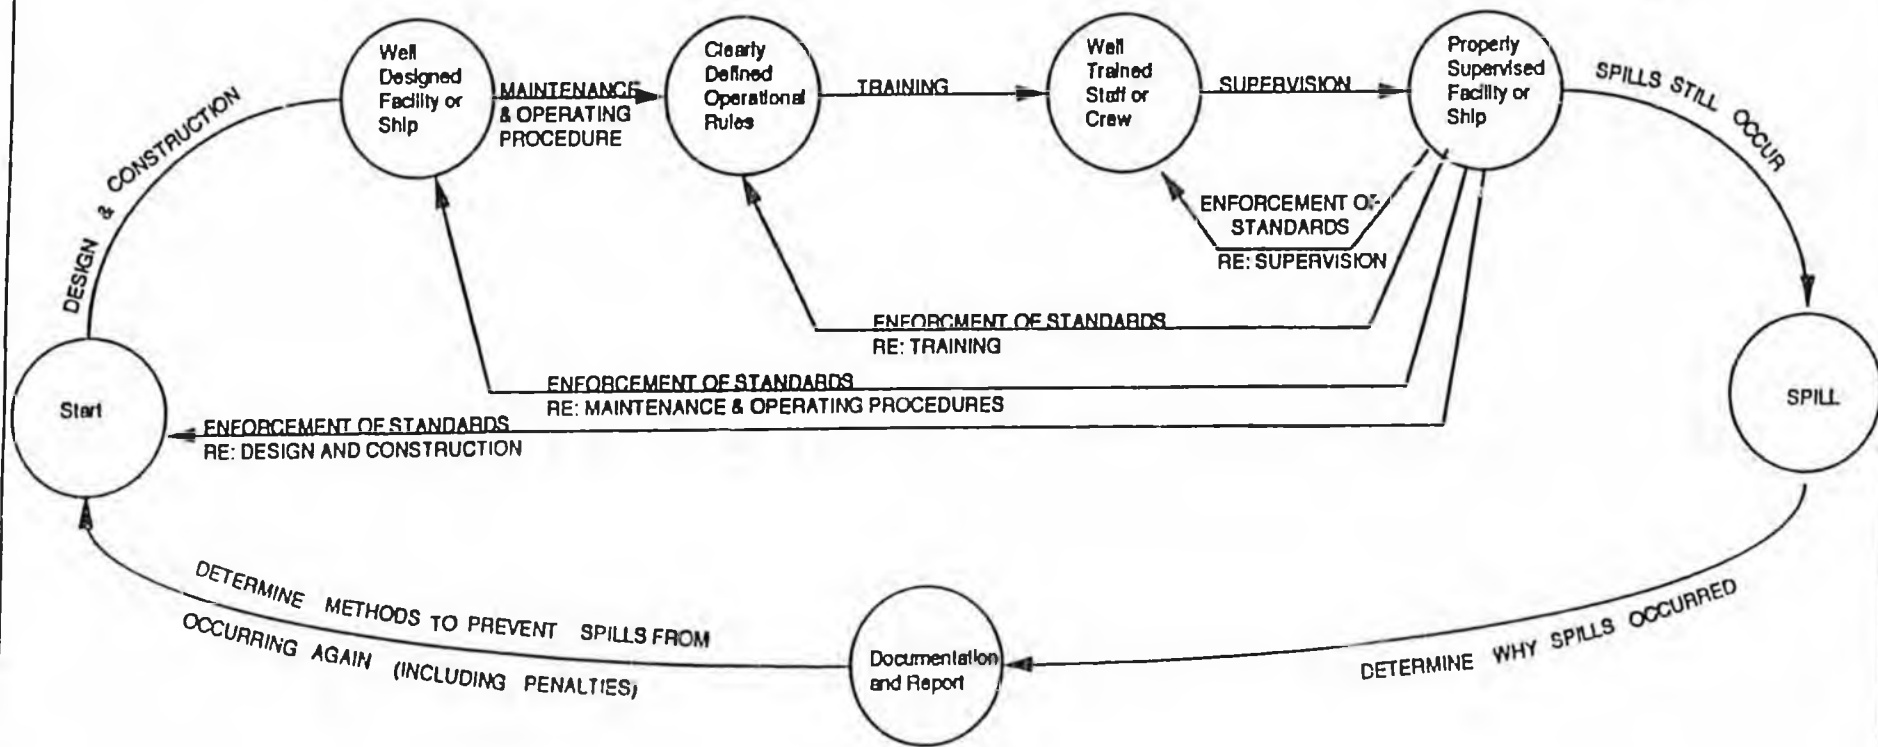 Well
Designed
Facility or
Ship
MAINTENANCE
& OPERATING
PROCEDURE
Clearly
Defined
Operational
Rules
TRAINING
Well
Trained
Staff or
Crew
SUPERVISION
Properly
Supervised
Facility or
Ship
SPILLS STILL OCCUR
DESIGN & CONSTRUCTION
ENFORCEMENT OF
STANDARDS
RE: SUPERVISION
ENFORCMENT OF STANDARDS
RE: TRAINING
ENFORCEMENT OF STANDARDS
RE: MAINTENANCE & OPERATING PROCEDURES
Start
ENFORCEMENT OF STANDARDS
RE: DESIGN AND CONSTRUCTION
SPILL
DETERMINE METHODS TO PREVENT SPILLS FROM
OCCURRING AGAIN (INCLUDING PENALTIES)
Documentation
and Report
DETERMINE WHY SPILLS OCCURRED